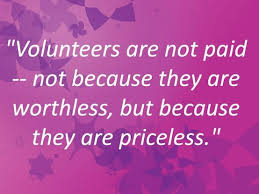 "Volunteers are not paid
-- not because they are
worthless, but because
they are priceless."